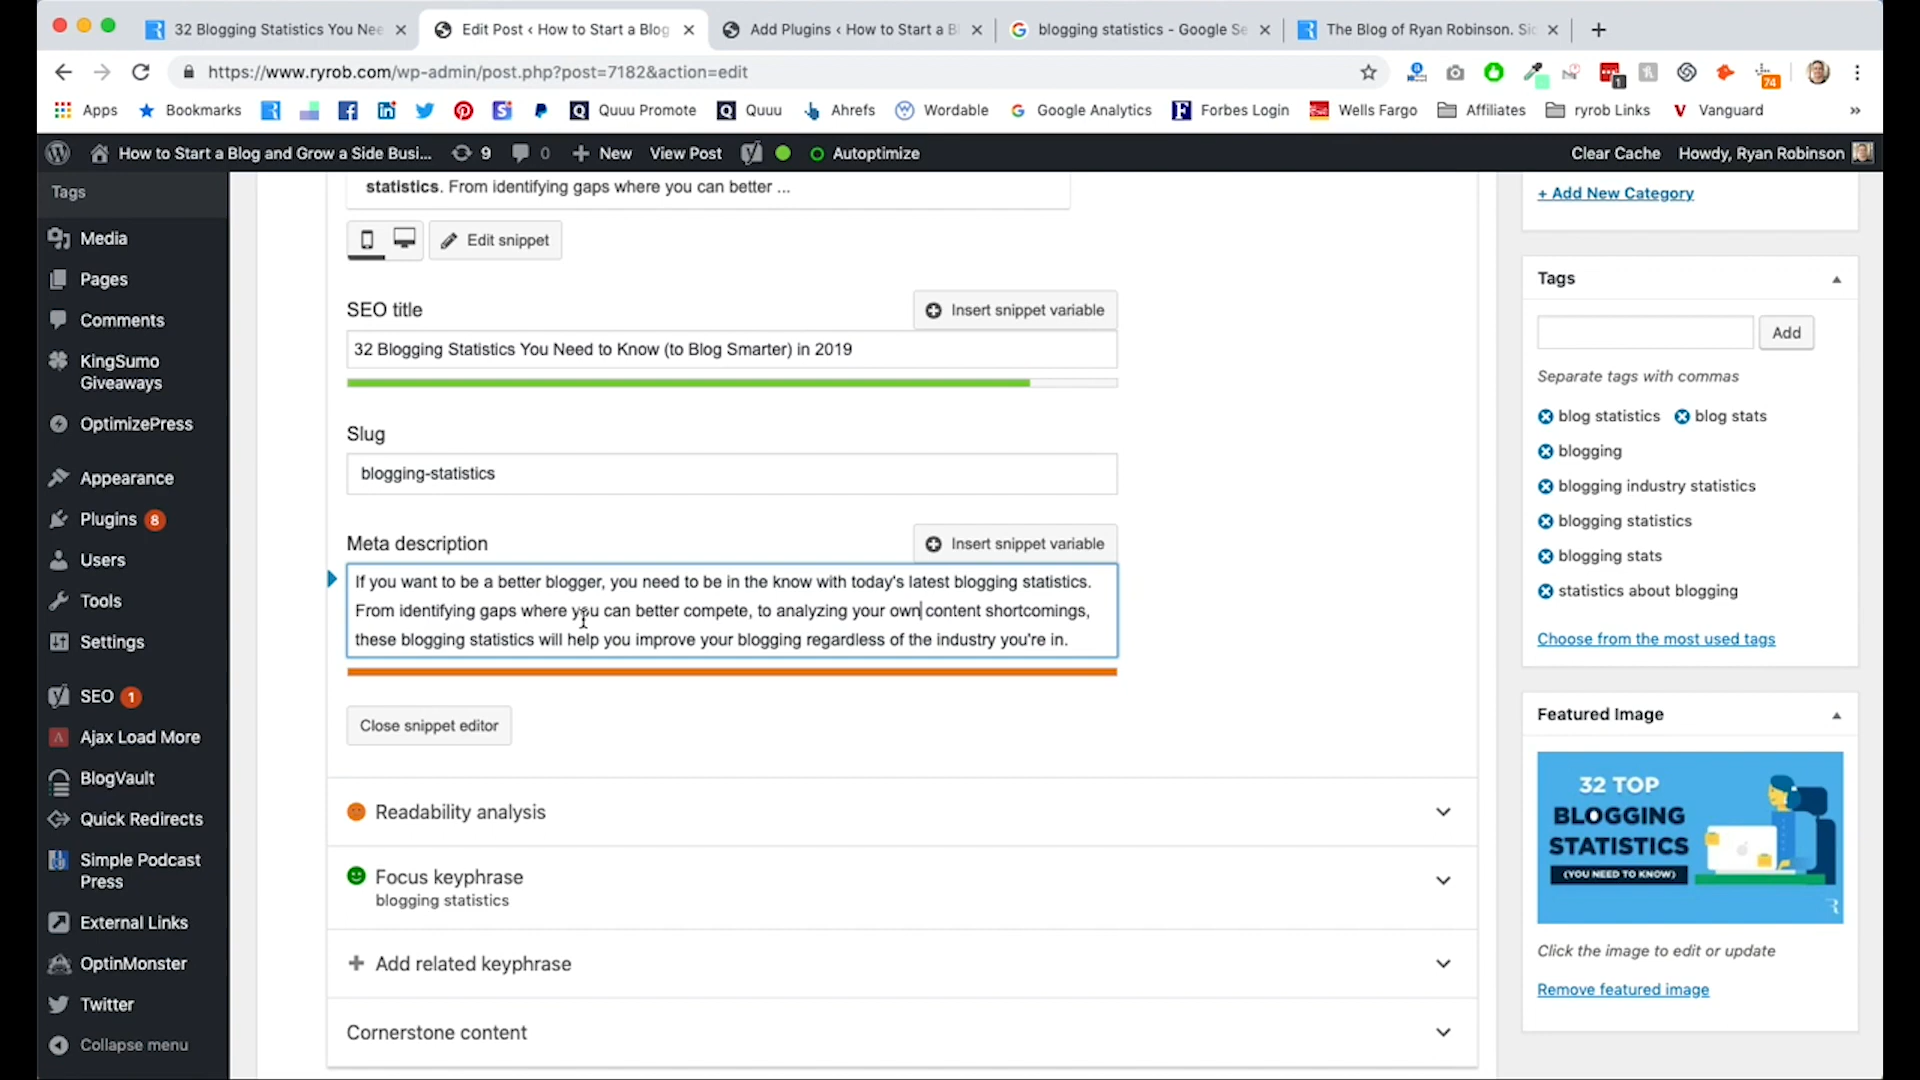 32 Blogging Statistics You Nee
Edit Post < How to Start a Blog
Add Plugins < How to Start a Bl
blogging statistics - Google Se
The Blog of Ryan Robinson. Sic
https://www.ryrob.com/wp-admin/post.php?post=7182&action=edit
1
74
Apps
Bookmarks
Quuu Promote
Quuu
Ahrefs
Wordable
Google Analytics
Forbes Login
Wells Fargo
Affiliates
ryrob Links
Vanguard
»
How to Start a Blog and Grow a Side Busi...
9
0
New
View Post
Autoptimize
Clear Cache
Howdy, Ryan Robinson
Tags
Media
Pages
Comments
KingSumo
Giveaways
OptimizePress
Appearance
Plugins 8
Users
Tools
Settings
SEO 1
Ajax Load More
BlogVault
Quick Redirects
Simple Podcast
Press
External Links
OptinMonster
Twitter
Collapse menu
statistics. From identifying gaps where you can better ...
Edit snippet
SEO title
Insert snippet variable
32 Blogging Statistics You Need to Know (to Blog Smarter) in 2019
Slug
blogging-statistics
Meta description
Insert snippet variable
If you want to be a better blogger, you need to be in the know with today's latest blogging statistics.
From identifying gaps where you can better compete, to analyzing your own content shortcomings,
these blogging statistics will help you improve your blogging regardless of the industry you're in.
Close snippet editor
Readability analysis
Focus keyphrase
blogging statistics
Add related keyphrase
Cornerstone content
+ Add New Category
Tags
Add
Separate tags with commas
blog statistics
blog stats
blogging
blogging industry statistics
blogging statistics
blogging stats
statistics about blogging
Choose from the most used tags
Featured Image
32 TOP
BLOGGING
STATISTICS
(YOU NEED TO KNOW)
Click the image to edit or update
Remove featured image